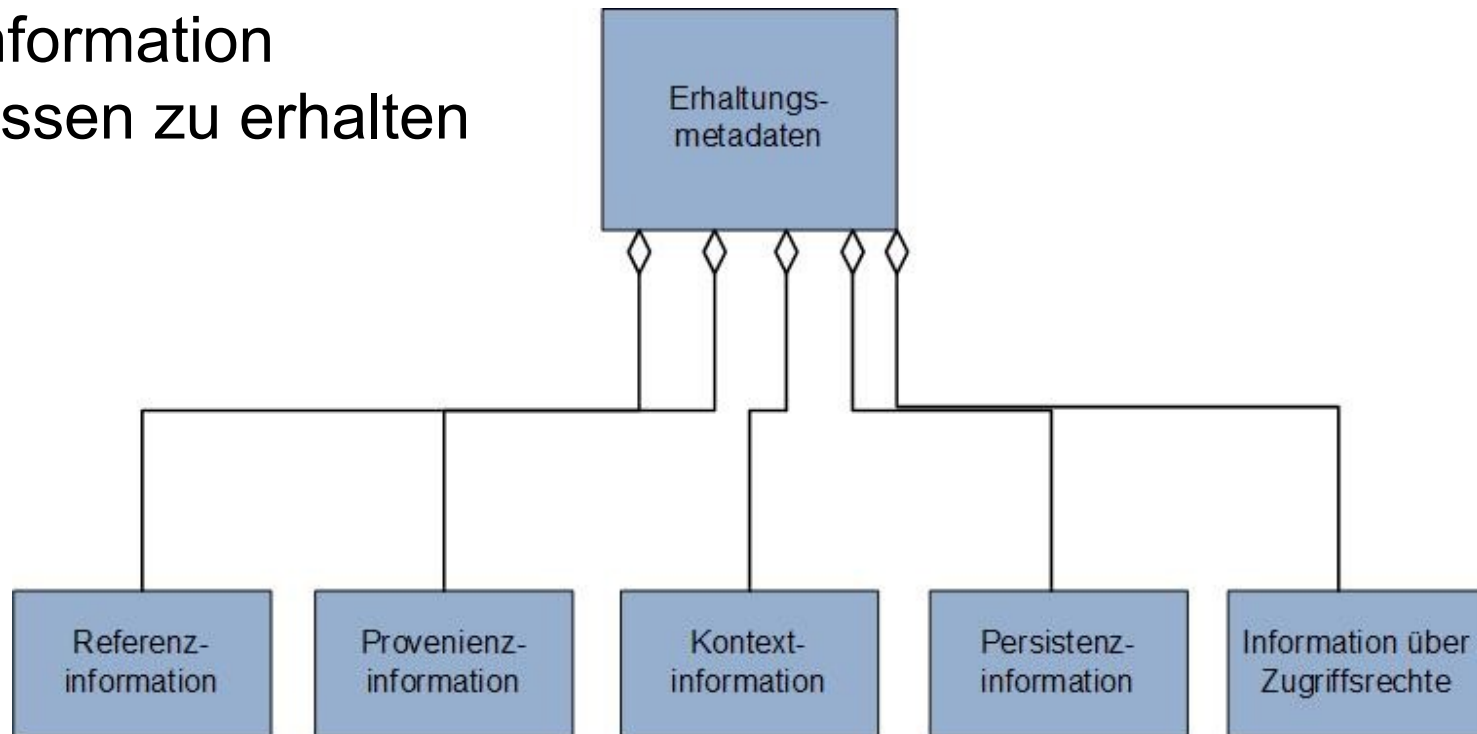 nformation
ssen zu erhalten
Erhaltungs-
metadaten
Referenz-
information
Provenienz-
information
Kontext-
information
Persistenz-
information
Information über
Zugriffsrechte